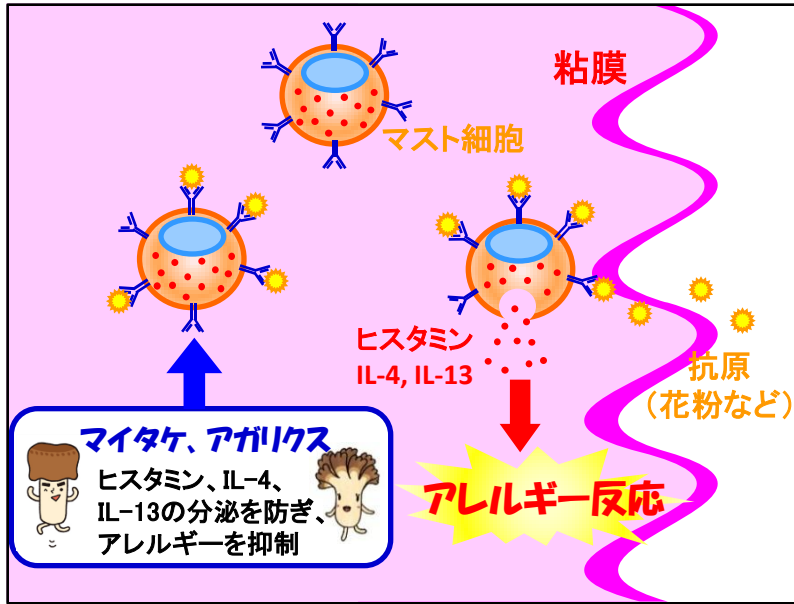 粘膜
マスト細胞
ヒスタミン
IL-4, IL-13
抗原
（花粉など）
マイタケ、アガリクス
ヒスタミン、IL-4、
IL-13の分泌を防ぎ、
アレルギーを抑制
アレルギー反応